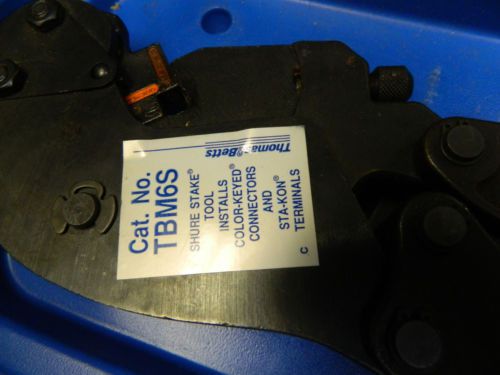 Thomas&Betts®
Cat. No.
TBM6S
SHURE STAKE®
TOOL
INSTALLS
COLOR-KEYED®
CONNECTORS
AND
STA-KON®
TERMINALS
C